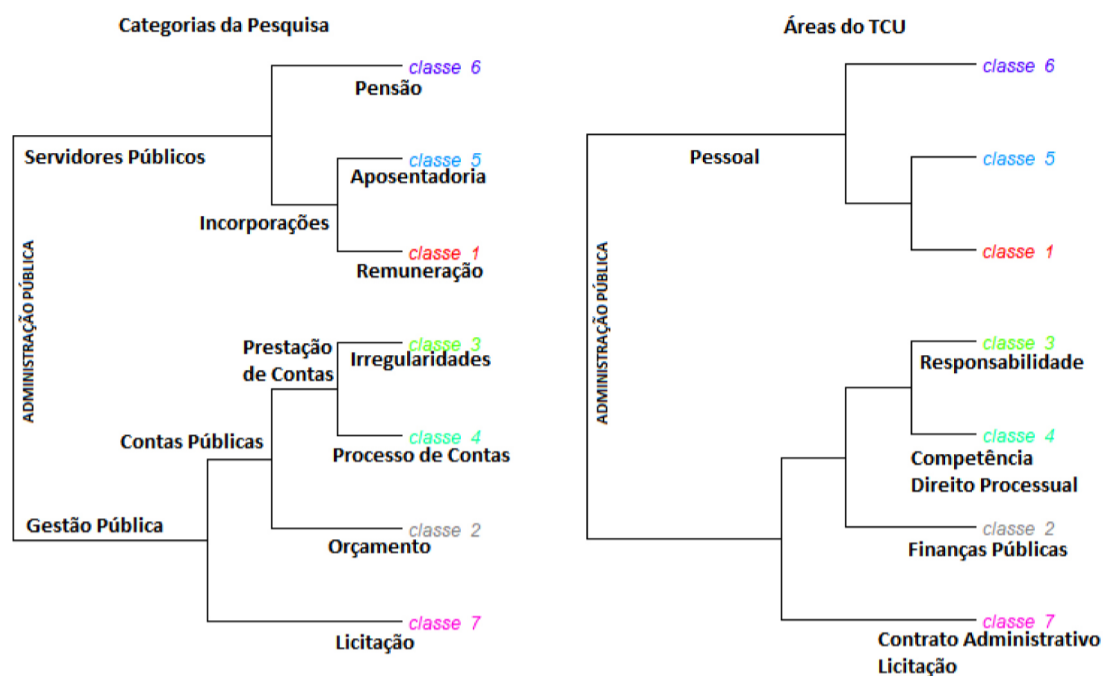 Categorias da Pesquisa
classe 6
Pensão
Servidores Públicos
classe 5
Aposentadoria
Incorporações
classe 1
Remuneração
ADMINISTRAÇÃO PÚBLICA
Prestação
de Contas
classe 3
Irregularidades
Contas Públicas
classe 4
Processo de Contas
Gestão Pública
classe 2
Orçamento
classe 7
Licitação
Áreas do TCU
classe 6
Pessoal
classe 5
classe 1
ADMINISTRAÇÃO PÚBLICA
classe 3
Responsabilidade
classe 4
Competência
Direito Processual
classe 2
Finanças Públicas
classe 7
Contrato Administrativo
Licitação